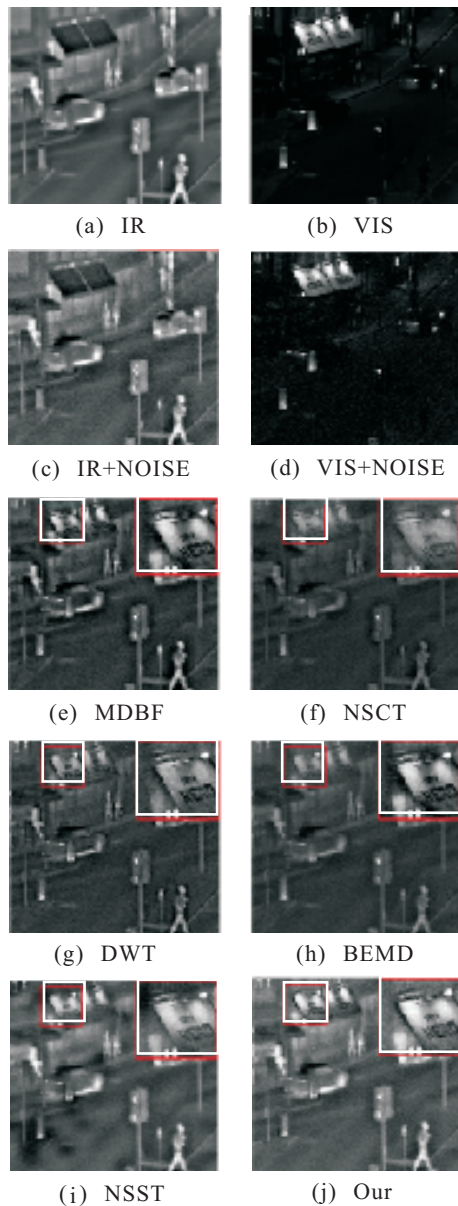 (a) IR
(b) VIS
(c) IR+NOISE
(d) VIS+NOISE
(e) MDBF
(f) NSCT
(g) DWT
(h) BEMD
(i) NSST
(j) Our